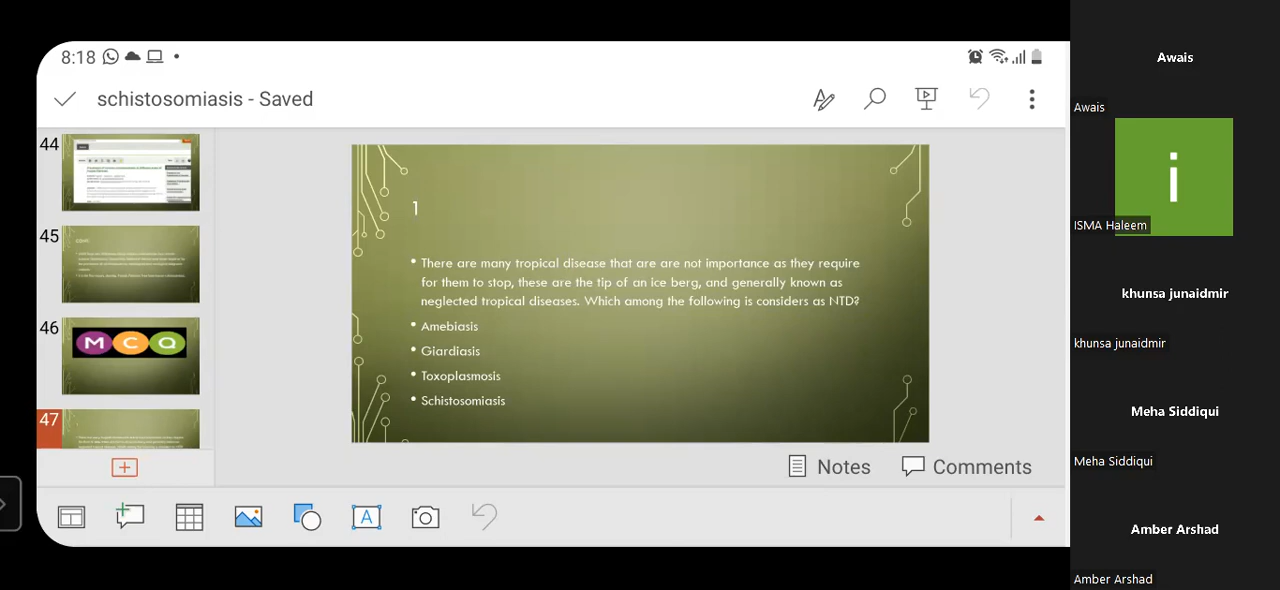 8:18
schistosomiasis - Saved
44
45
46
M C Q
47
1
• There are many tropical disease that are are not importance as they require
for them to stop, these are the tip of an ice berg, and generally known as
neglected tropical diseases. Which among the following is considers as NTD?
• Amebiasis
• Giardiasis
• Toxoplasmosis
• Schistosomiasis
Notes
Comments
A
Awais
Awais
i
ISMA Haleem
khunsa junaidmir
khunsa junaidmir
Meha Siddiqui
Meha Siddiqui
Amber Arshad
Amber Arshad